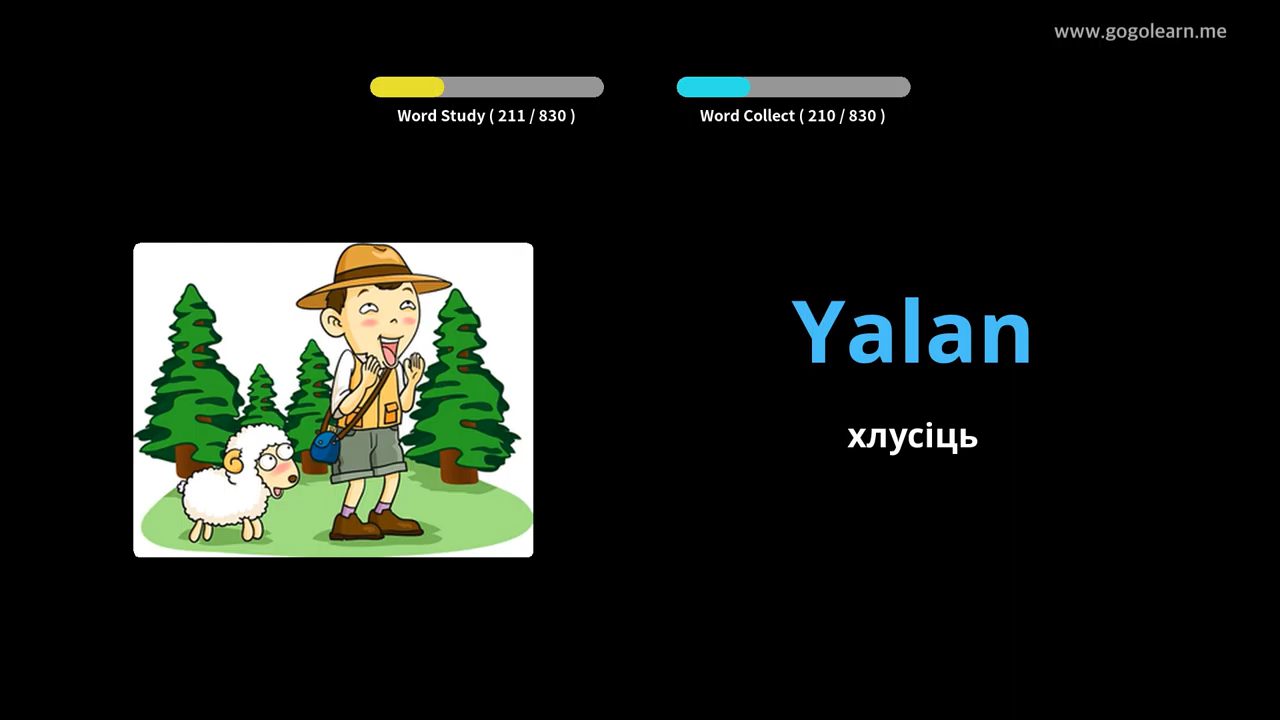 www.gogolearn.me
Word Study ( 211 / 830 )
Word Collect ( 210 / 830 )
Yalan
хлусіць